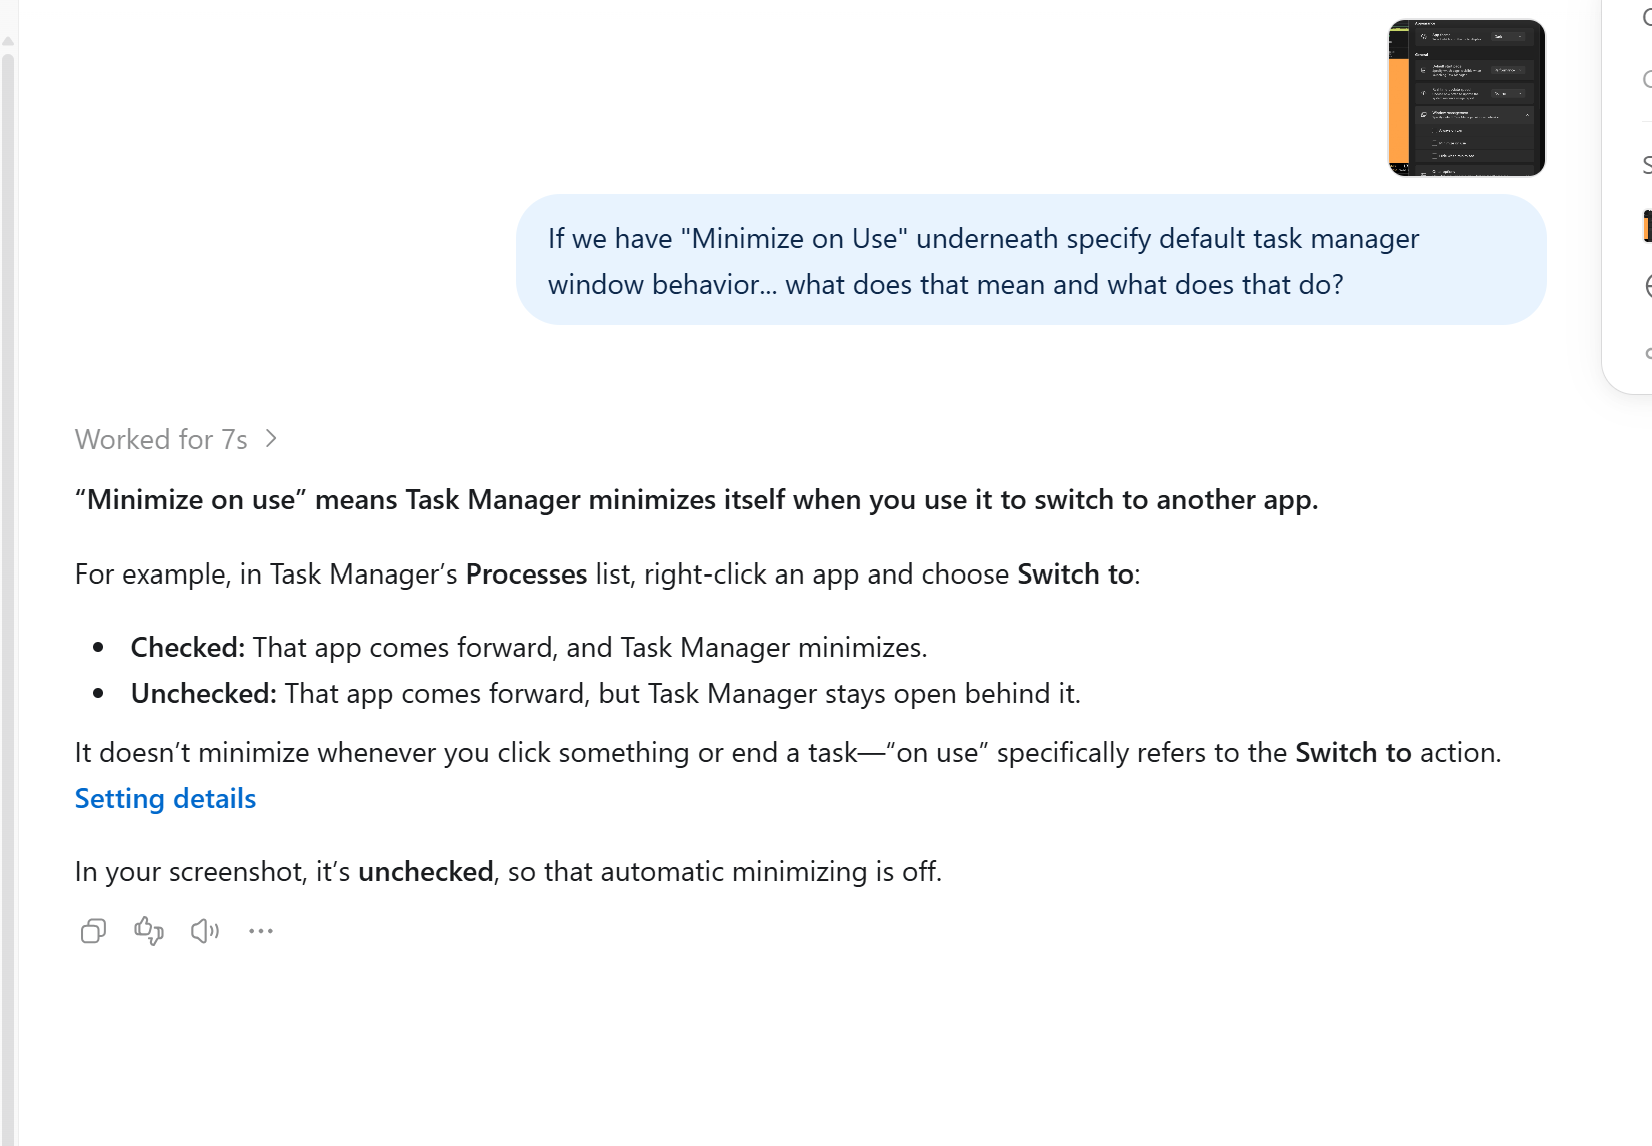 If we have "Minimize on Use" underneath specify default task manager
window behavior... what does that mean and what does that do?
Worked for 7s
“Minimize on use” means Task Manager minimizes itself when you use it to switch to another app.
For example, in Task Manager’s Processes list, right-click an app and choose Switch to:
Checked: That app comes forward, and Task Manager minimizes.
Unchecked: That app comes forward, but Task Manager stays open behind it.
It doesn’t minimize whenever you click something or end a task—“on use” specifically refers to the Switch to action.
Setting details
In your screenshot, it’s unchecked, so that automatic minimizing is off.